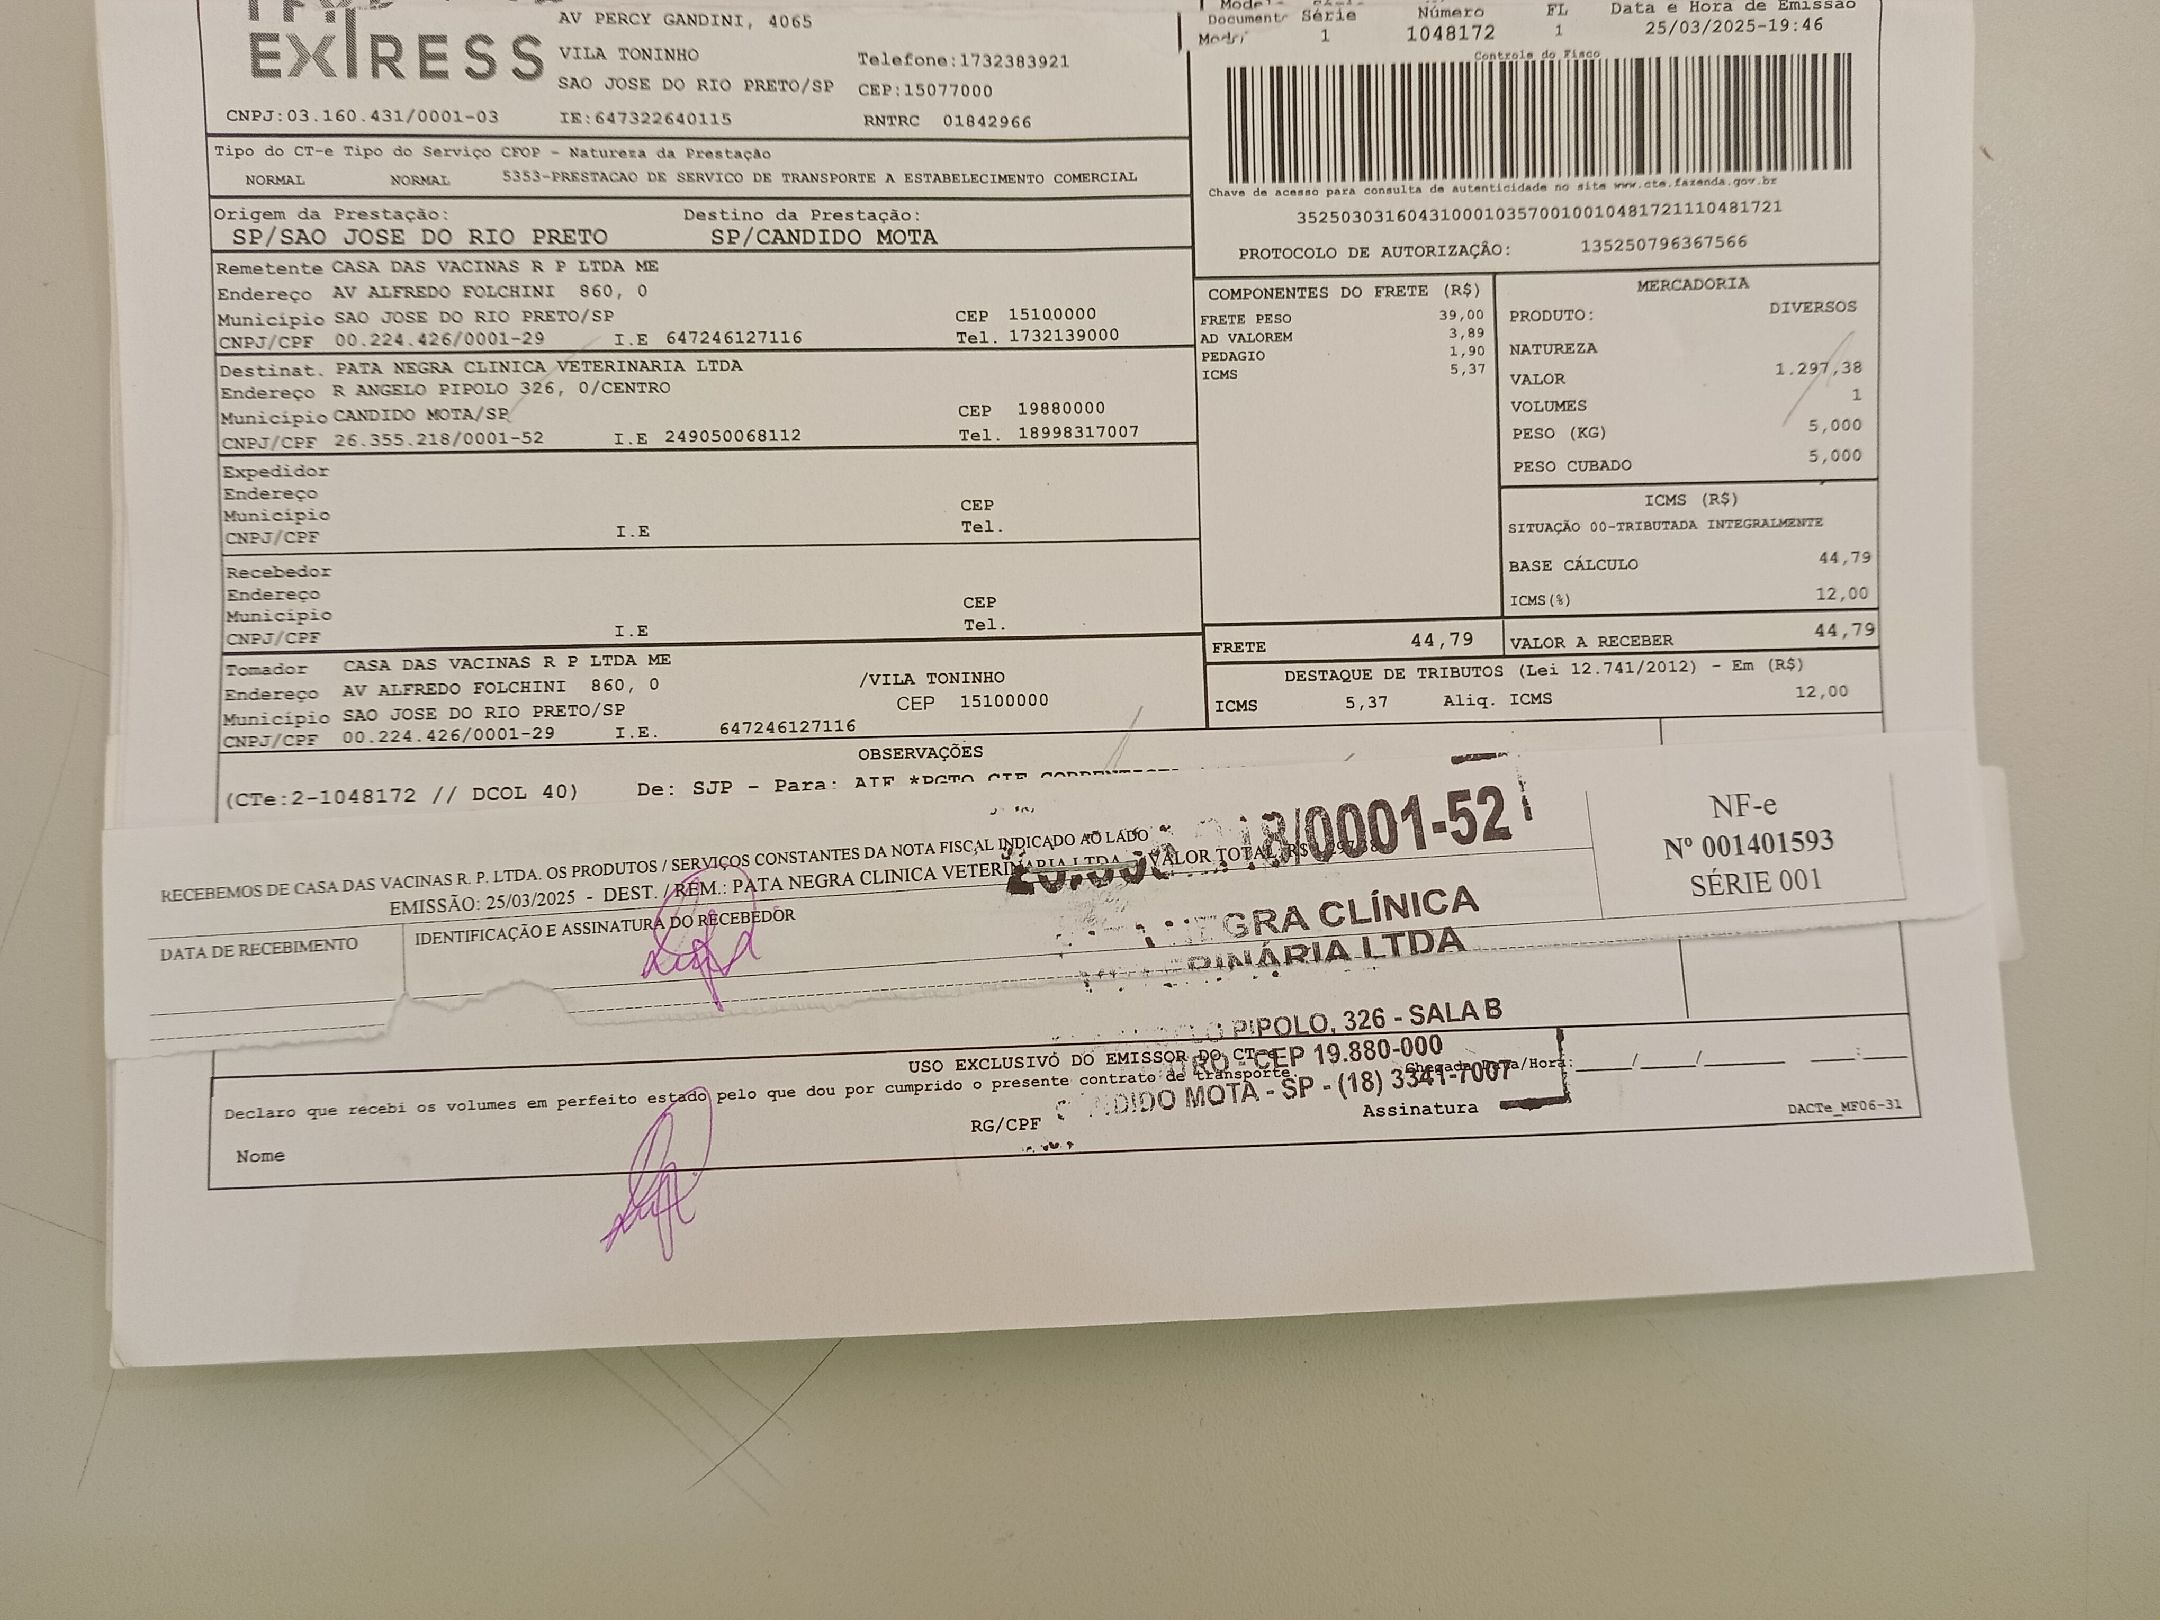 EXPRESS
AV PERCY GANDINI, 4065
VILA TONINHO
Telefone:1732383921
SAO JOSE DO RIO PRETO/SP
CEP:15077000
CNPJ:03.160.431/0001-03
IE:647322640115
RNTRC 01842966
Série Número FL Data e Hora de Emissão
1 1048172 1 25/03/2025-19:46
Controle do Fisco
Chave de acesso para consulta de autenticidade no site www.cte.fazenda.gov.br
35250303160431000103570010010481721110481721
PROTOCOLO DE AUTORIZAÇÃO: 135250796367566
Tipo do CT-e Tipo do Serviço CFOP - Natureza da Prestação
NORMAL NORMAL 5353-PRESTACAO DE SERVICO DE TRANSPORTE A ESTABELECIMENTO COMERCIAL
Origem da Prestação: Destino da Prestação:
SP/SAO JOSE DO RIO PRETO SP/CANDIDO MOTA
Remetente CASA DAS VACINAS R P LTDA ME
Endereço AV ALFREDO FOLCHINI 860, 0
Município SAO JOSE DO RIO PRETO/SP CEP 15100000
CNPJ/CPF 00.224.426/0001-29 I.E 647246127116 Tel. 1732139000
Destinat. PATA NEGRA CLINICA VETERINARIA LTDA
Endereço R ANGELO PIPOLO 326, 0/CENTRO
Município CANDIDO MOTA/SP CEP 19880000
CNPJ/CPF 26.355.218/0001-52 I.E 249050068112 Tel. 18998317007
Expedidor
Endereço
Município CEP
CNPJ/CPF I.E Tel.
Recebedor
Endereço
Município CEP
CNPJ/CPF I.E Tel.
Tomador CASA DAS VACINAS R P LTDA ME
Endereço AV ALFREDO FOLCHINI 860, 0 /VILA TONINHO
Município SAO JOSE DO RIO PRETO/SP CEP 15100000
CNPJ/CPF 00.224.426/0001-29 I.E. 647246127116
COMPONENTES DO FRETE (R$)
FRETE PESO 39,00
AD VALOREM 3,89
PEDAGIO 1,90
ICMS 5,37
MERCADORIA
PRODUTO: DIVERSOS
NATUREZA
VALOR 1.297,38
VOLUMES 1
PESO (KG) 5,000
PESO CUBADO 5,000
ICMS (R$)
SITUAÇÃO 00-TRIBUTADA INTEGRALMENTE
BASE CÁLCULO 44,79
ICMS(%) 12,00
FRETE 44,79 VALOR A RECEBER 44,79
DESTAQUE DE TRIBUTOS (Lei 12.741/2012) - Em (R$)
ICMS 5,37 Aliq. ICMS 12,00
OBSERVAÇÕES
(CTe:2-1048172 // DCOL 40) De: SJP - Para:
RECEBEMOS DE CASA DAS VACINAS R. P. LTDA. OS PRODUTOS / SERVIÇOS CONSTANTES DA NOTA FISCAL INDICADO AO LADO
EMISSÃO: 25/03/2025 - DEST. / REM.: PATA NEGRA CLINICA VETERINARIA LTDA - VALOR TOTAL R$
DATA DE RECEBIMENTO
IDENTIFICAÇÃO E ASSINATURA DO RECEBEDOR
NF-e
Nº 001401593
SÉRIE 001
18/0001-52
NEGRA CLÍNICA
LTDA
PIPOLO, 326 - SALA B
CEP 19.880-000
MOTA - SP - (18) 3341-7007
USO EXCLUSIVO DO EMISSOR DO CT-e
Declaro que recebi os volumes em perfeito estado pelo que dou por cumprido o presente contrato de transporte.
Chegada Data/Hora: / / :
Nome
RG/CPF
Assinatura
DACTe_MF06-31